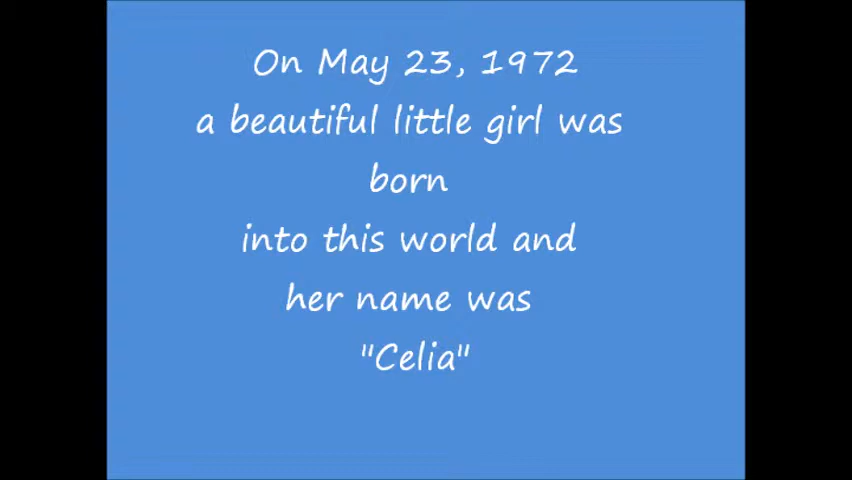 On May 23, 1972
a beautiful little girl was
born
into this world and
her name was
"Celia"